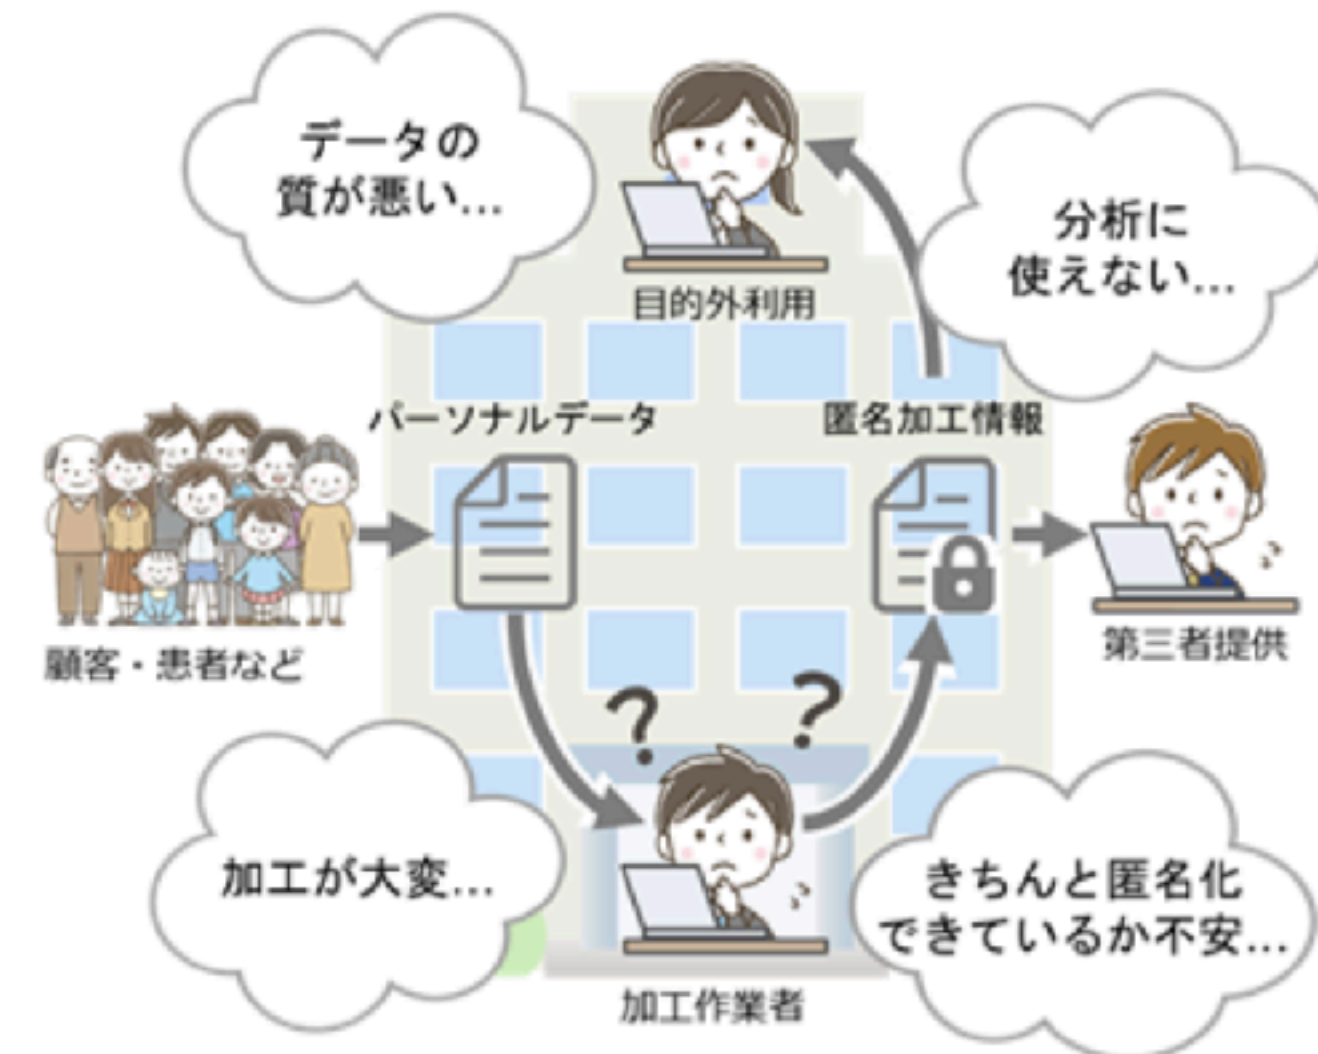 データの
質が悪い...
分析に
使えない...
目的外利用
パーソナルデータ
匿名加工情報
顧客・患者など
第三者提供
?
?
加工が大変...
きちんと匿名化
できているか不安...
加工作業者